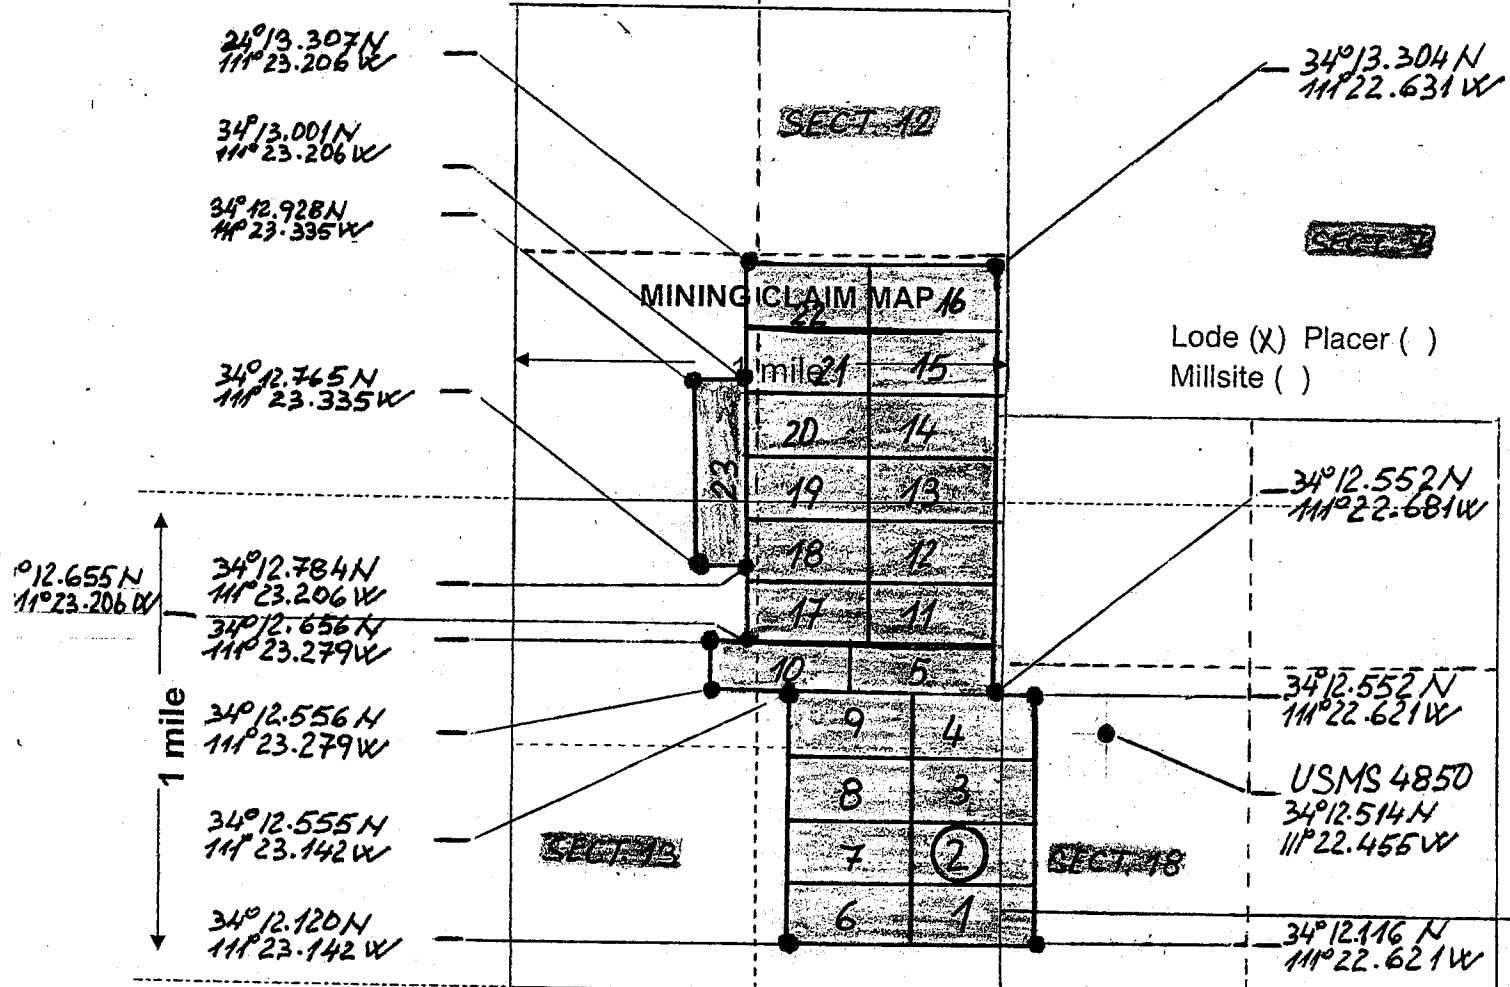 24°13.307N
111°23.206W
34°13.304N
111°22.631W
SECT. 12
34°13.001N
111°23.206W
34°12.928N
111°23.335W
SECT. 7
MINING CLAIM MAP
22
16
Lode (X) Placer ( )
Millsite ( )
1 mile
21
15
34°12.765N
111°23.335W
20
14
23
19
13
34°12.552N
111°22.681W
18
12
34°12.784N
111°23.206W
°12.655N
11°23.206W
17
11
34°12.656N
111°23.279W
10
5
34°12.552N
111°22.621W
1 mile
34°12.556N
111°23.279W
9
4
USMS 4850
34°12.514N
111°22.455W
8
3
34°12.555N
111°23.142W
SECT. 13
7
2
SECT. 18
34°12.120N
111°23.142W
6
1
34°12.116N
111°22.621W